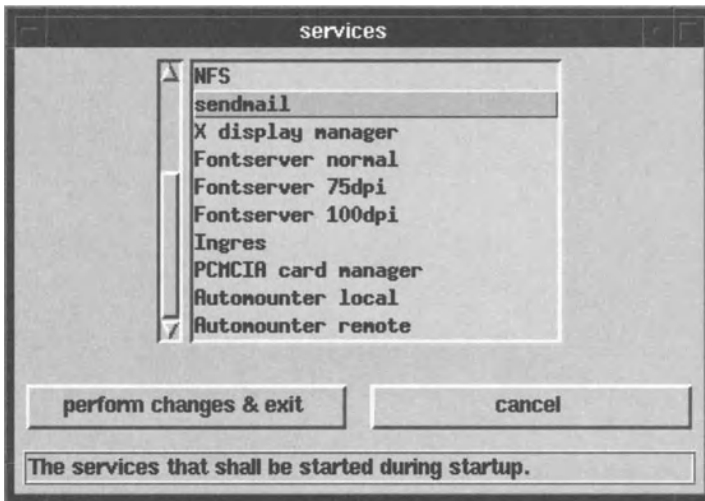 services
NFS
sendmail
X display manager
Fontserver normal
Fontserver 75dpi
Fontserver 100dpi
Ingres
PCMCIA card manager
Automounter local
Automounter remote
perform changes & exit
cancel
The services that shall be started during startup.